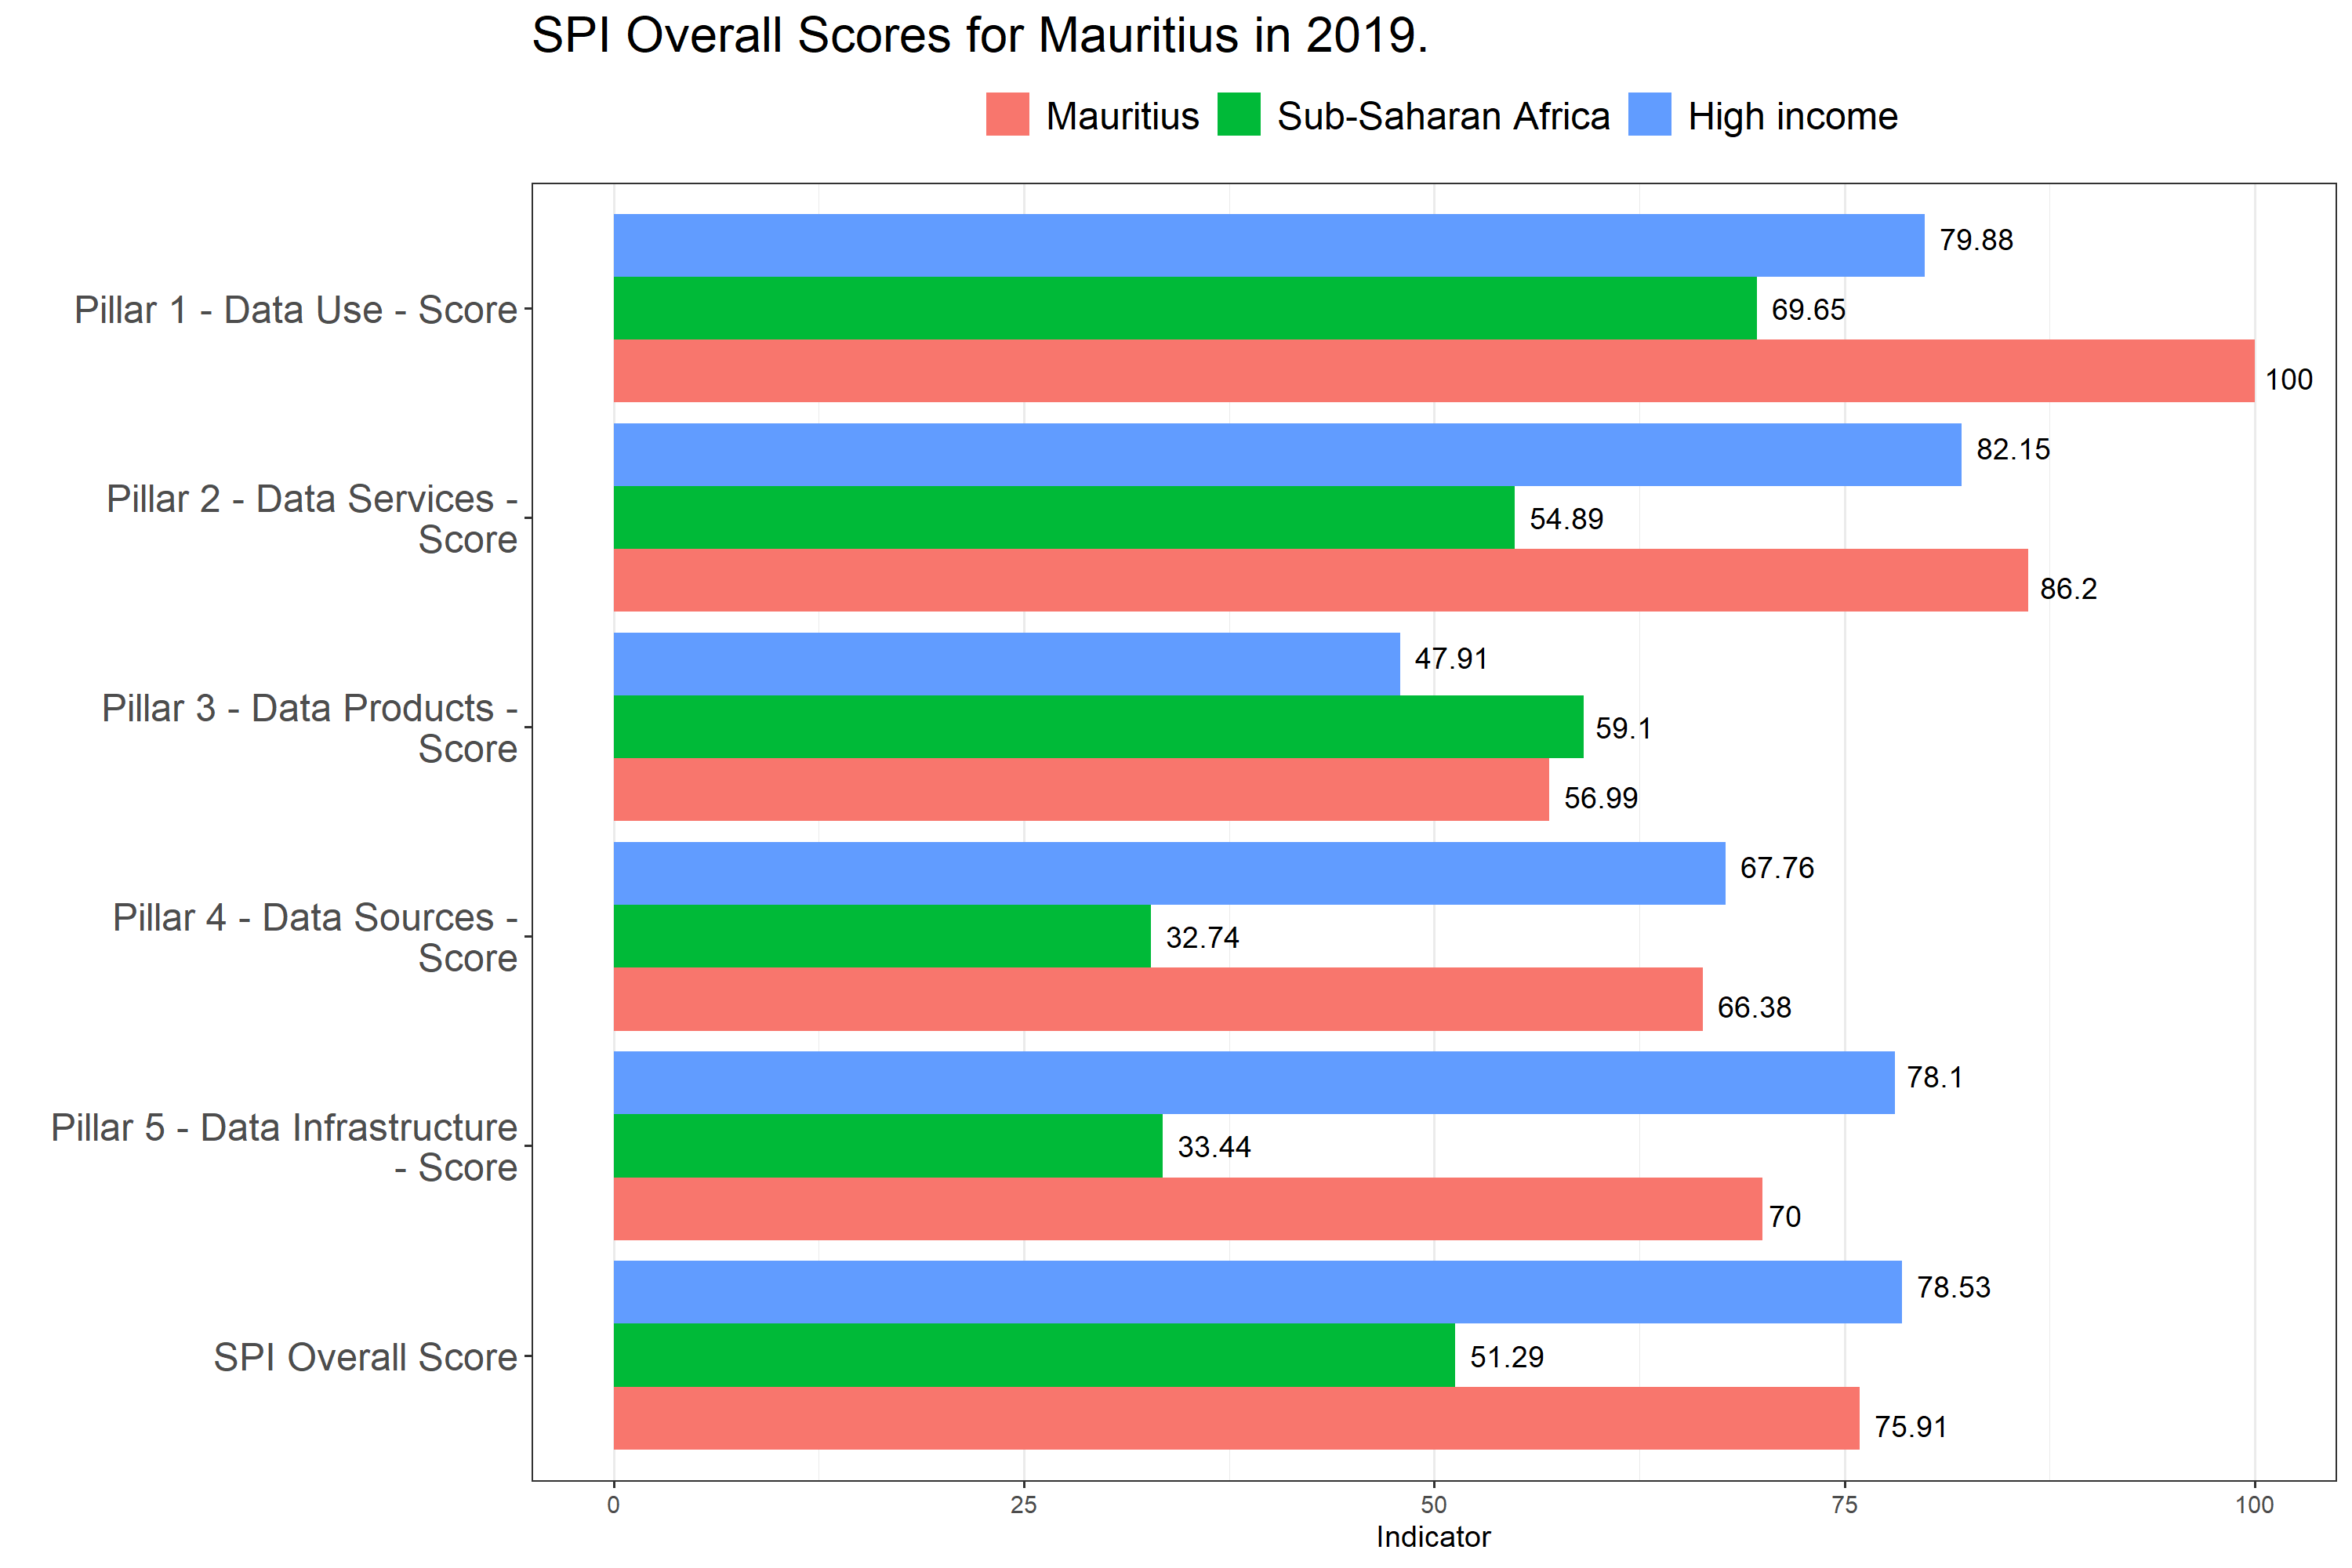 SPI Overall Scores for Mauritius in 2019.
Mauritius Sub-Saharan Africa High income
79.88
Pillar 1 - Data Use - Score
69.65
100
82.15
Pillar 2 - Data Services -
Score
54.89
86.2
47.91
Pillar 3 - Data Products -
Score
59.1
56.99
67.76
Pillar 4 - Data Sources -
Score
32.74
66.38
78.1
Pillar 5 - Data Infrastructure
- Score
33.44
70
78.53
SPI Overall Score
51.29
75.91
0 25 50 75 100
Indicator